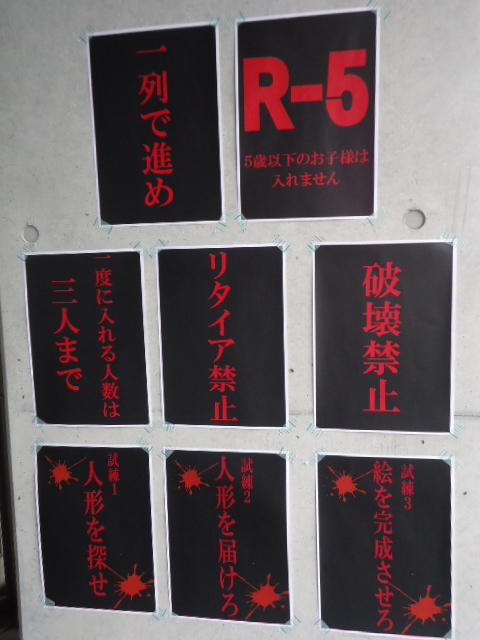 一列で進め
R-5
5歳以下のお子様は
入れません
一度に入れる人数は
三人まで
リタイア禁止
破壊禁止
試練1
人形を探せ
試練2
人形を届けろ
試練3
絵を完成させろ